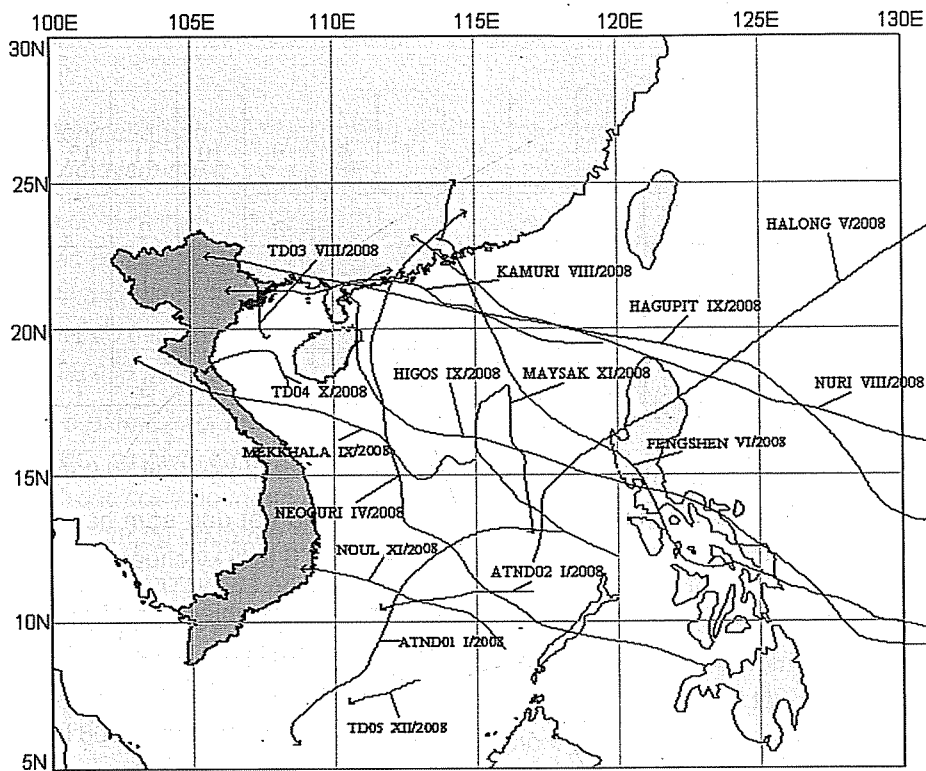 100E 105E 110E 115E 120E 125E 130E
30N
25N
HALONG V/2008
TD03 VIII/2008
KAMURI VIII/2008
HAGUPIT IX/2008
20N
HIGOS IX/2008 MAYSAK XI/2008
TD04 X/2008
NURI VIII/2008
MEKKHALA IX/2008
FENGSHEN VI/2008
15N
NEOGURI IV/2008
NOUL XI/2008
ATND02 I/2008
10N
ATND01 I/2008
TD05 XII/2008
5N